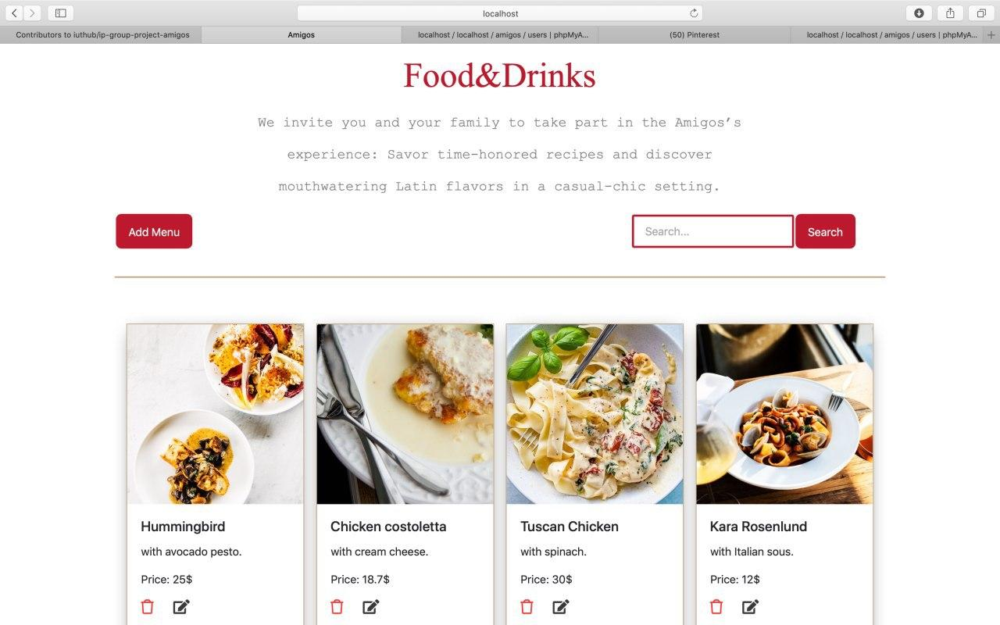 localhost
Contributors to iuthub/ip-group-project-amigos
Amigos
localhost / localhost / amigos / users | phpMyA...
(50) Pinterest
localhost / localhost / amigos / users | phpMyA...
Food&Drinks
We invite you and your family to take part in the Amigos’s
experience: Savor time-honored recipes and discover
mouthwatering Latin flavors in a casual-chic setting.
Add Menu
Search...
Search
Hummingbird
with avocado pesto.
Price: 25$
Chicken costoletta
with cream cheese.
Price: 18.7$
Tuscan Chicken
with spinach.
Price: 30$
Kara Rosenlund
with Italian sous.
Price: 12$